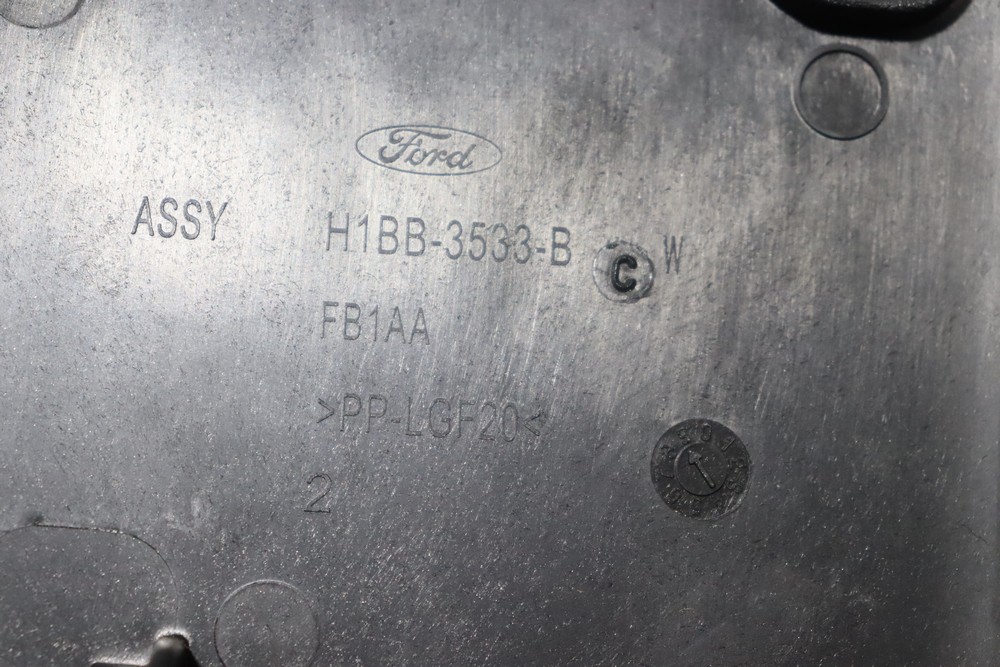 Ford
ASSY H1BB-3533-B C W
FB1AA
>PP-LGF20<
2